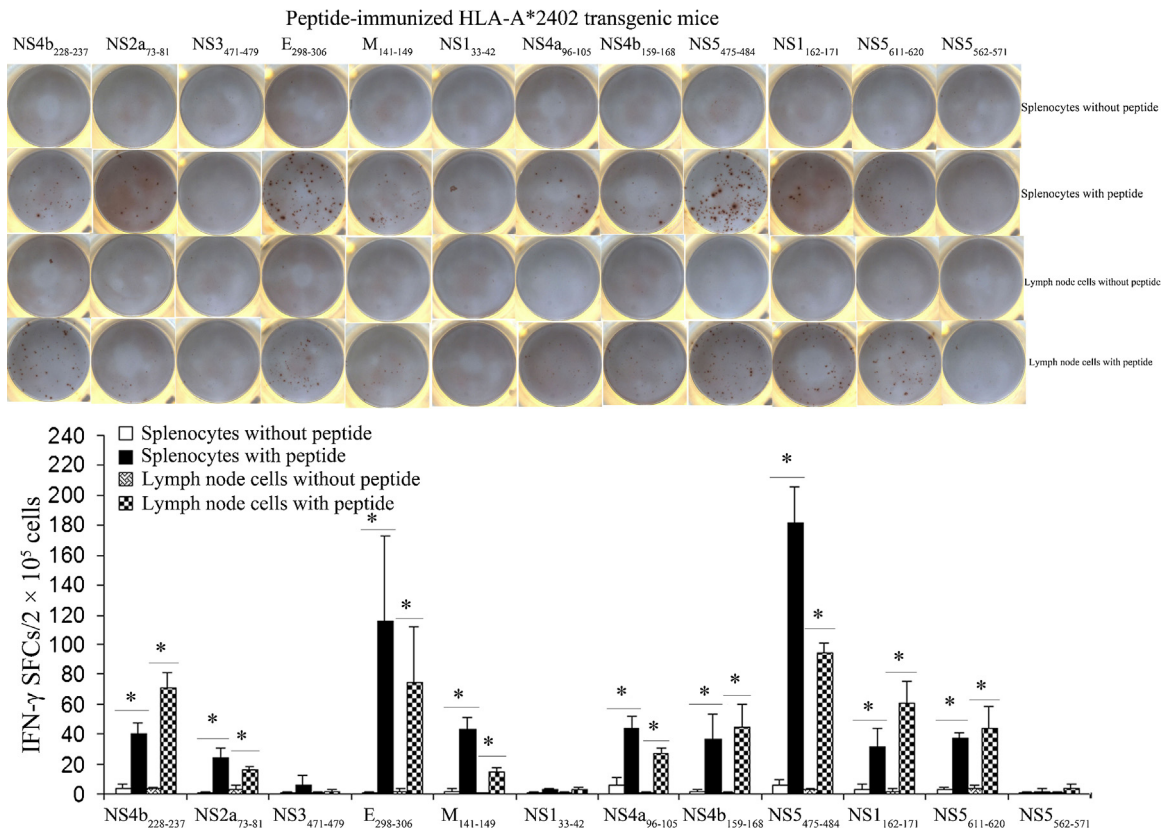 Peptide-immunized HLA-A*2402 transgenic mice
NS4b228-237 NS2a73-81 NS3471-479 E298-306 M141-149 NS133-42 NS4a96-105 NS4b159-168 NS5475-484 NS1162-171 NS5611-620 NS5562-571
Splenocytes without peptide
Splenocytes with peptide
Lymph node cells without peptide
Lymph node cells with peptide
IFN-γ SFCs/2 × 10⁵ cells
240
220
200
180
160
140
120
100
80
60
40
20
0
Splenocytes without peptide
Splenocytes with peptide
Lymph node cells without peptide
Lymph node cells with peptide
* * * * * * * * * * * * * * * * * *
NS4b228-237 NS2a73-81 NS3471-479 E298-306 M141-149 NS133-42 NS4a96-105 NS4b159-168 NS5475-484 NS1162-171 NS5611-620 NS5562-571